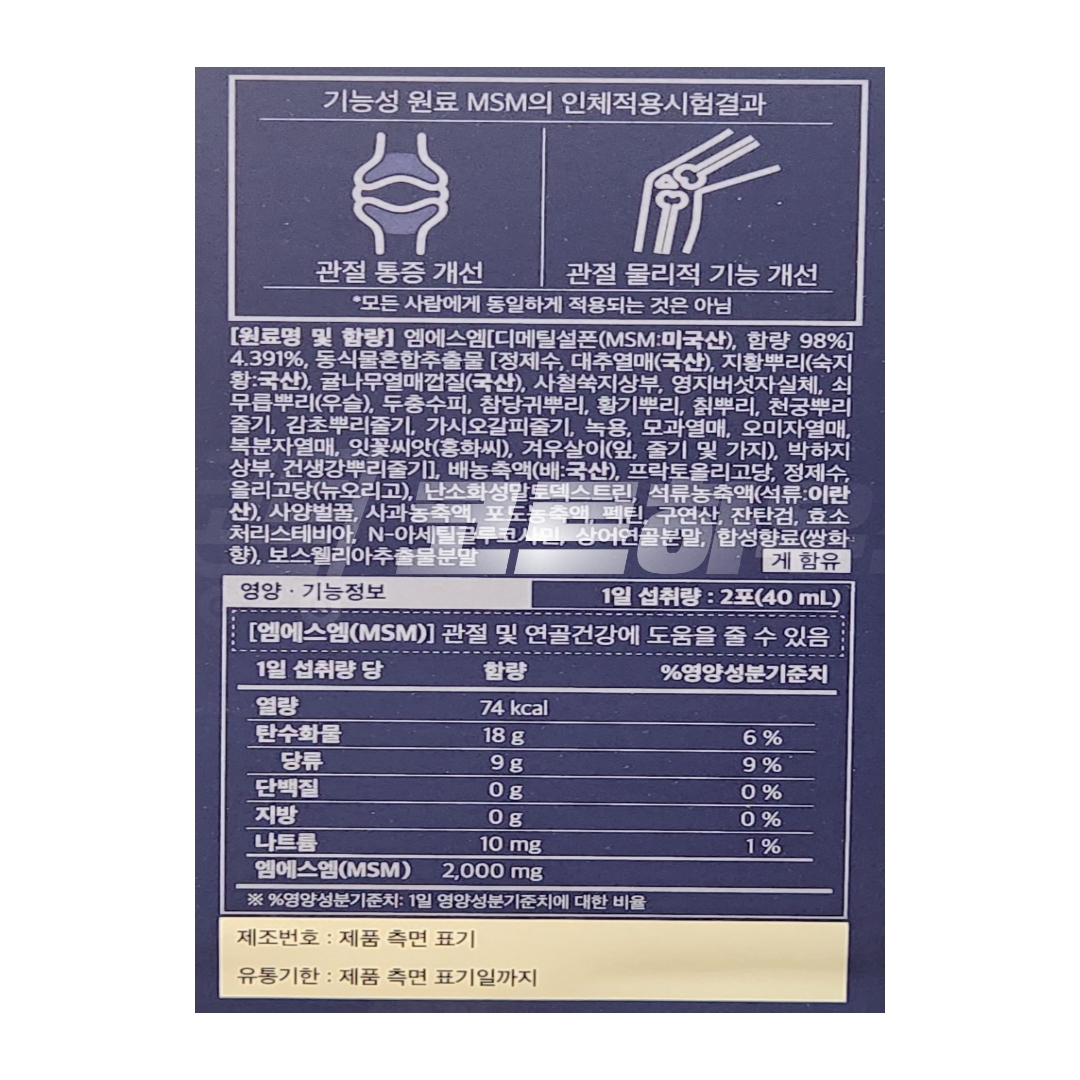 기능성 원료 MSM의 인체적용시험결과
관절 통증 개선
관절 물리적 기능 개선
*모든 사람에게 동일하게 적용되는 것은 아님
[원료명 및 함량] 엠에스엠[디메틸설폰(MSM:미국산), 함량 98%]
4.391%, 동식물혼합추출물 [정제수, 대추열매(국산), 지황뿌리(숙지
황:국산), 귤나무열매껍질(국산), 사철쑥지상부, 영지버섯자실체, 쇠
무릎뿌리(우슬), 두충수피, 참당귀뿌리, 황기뿌리, 칡뿌리, 천궁뿌리
줄기, 감초뿌리줄기, 가시오갈피줄기, 녹용, 모과열매, 오미자열매,
복분자열매, 잇꽃씨앗(홍화씨), 겨우살이(잎, 줄기 및 가지), 박하지
상부, 건생강뿌리줄기], 배농축액(배:국산), 프락토올리고당, 정제수,
올리고당(뉴오리고), 난소화성말토덱스트린, 석류농축액(석류:이란
산), 사양벌꿀, 사과농축액, 포도농축액, 펙틴, 구연산, 잔탄검, 효소
처리스테비아, N-아세틸글루코사민, 상어연골분말, 합성향료(쌍화
향), 보스웰리아추출물분말
게 함유
영양·기능정보
1일 섭취량 : 2포(40 mL)
[엠에스엠(MSM)] 관절 및 연골건강에 도움을 줄 수 있음
1일 섭취량 당 함량 %영양성분기준치
열량 74 kcal
탄수화물 18 g 6 %
당류 9 g 9 %
단백질 0 g 0 %
지방 0 g 0 %
나트륨 10 mg 1 %
엠에스엠(MSM) 2,000 mg
※ %영양성분기준치: 1일 영양성분기준치에 대한 비율
제조번호 : 제품 측면 표기
유통기한 : 제품 측면 표기일까지